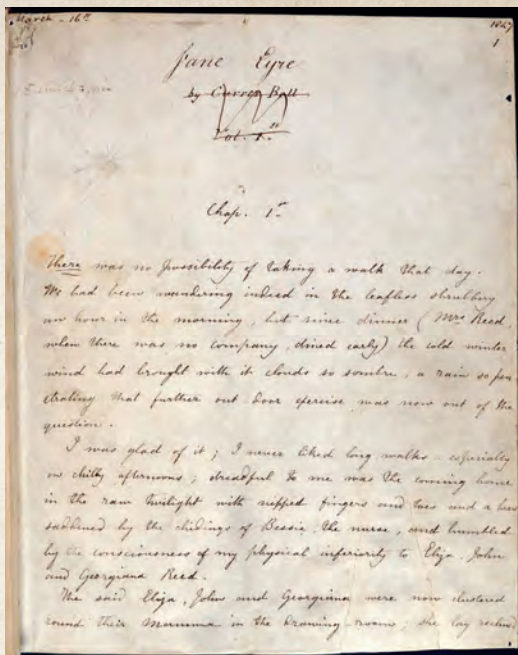 March - 16th
1847
1
Jane Eyre
by Currer Bell
Vol. 1st
Chap. 1st
There was no possibility of taking a walk that day.
We had been wandering indeed in the leafless shrubbery
an hour in the morning, but since dinner (Mrs Reed,
when there was no company, dined early) the cold winter
wind had brought with it clouds so sombre, a rain so pene
trating that further out door exercise was now out of the
question.
I was glad of it; I never liked long walks - especially
on chilly afternoons; dreadful to me was the coming home
in the raw twilight with nipped fingers and toes and a
saddened by the chidings of Bessie, the nurse, and humbled
by the consciousness of my physical inferiority to Eliza, John
and Georgiana Reed.
The said Eliza, John and Georgiana were now clustered
round their Mamma in the drawing-room; she lay